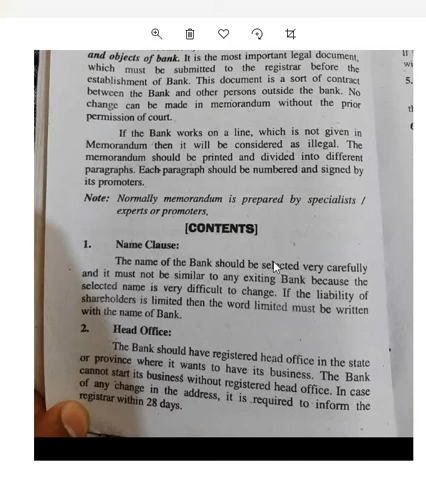 and objects of bank. It is the most important legal document,
which must be submitted to the registrar before the
establishment of Bank. This document is a sort of contract
between the Bank and other persons outside the bank. No
change can be made in memorandum without the prior
permission of court.
If the Bank works on a line, which is not given in
Memorandum then it will be considered as illegal. The
memorandum should be printed and divided into different
paragraphs. Each paragraph should be numbered and signed by
its promoters.
Note: Normally memorandum is prepared by specialists /
experts or promoters,
[CONTENTS]
1. Name Clause:
The name of the Bank should be selected very carefully
and it must not be similar to any exiting Bank because the
selected name is very difficult to change. If the liability of
shareholders is limited then the word limited must be written
with the name of Bank.
2. Head Office:
The Bank should have registered head office in the state
or province where it wants to have its business. The Bank
cannot start its business without registered head office. In case
of any change in the address, it is required to inform the
registrar within 28 days.
5.